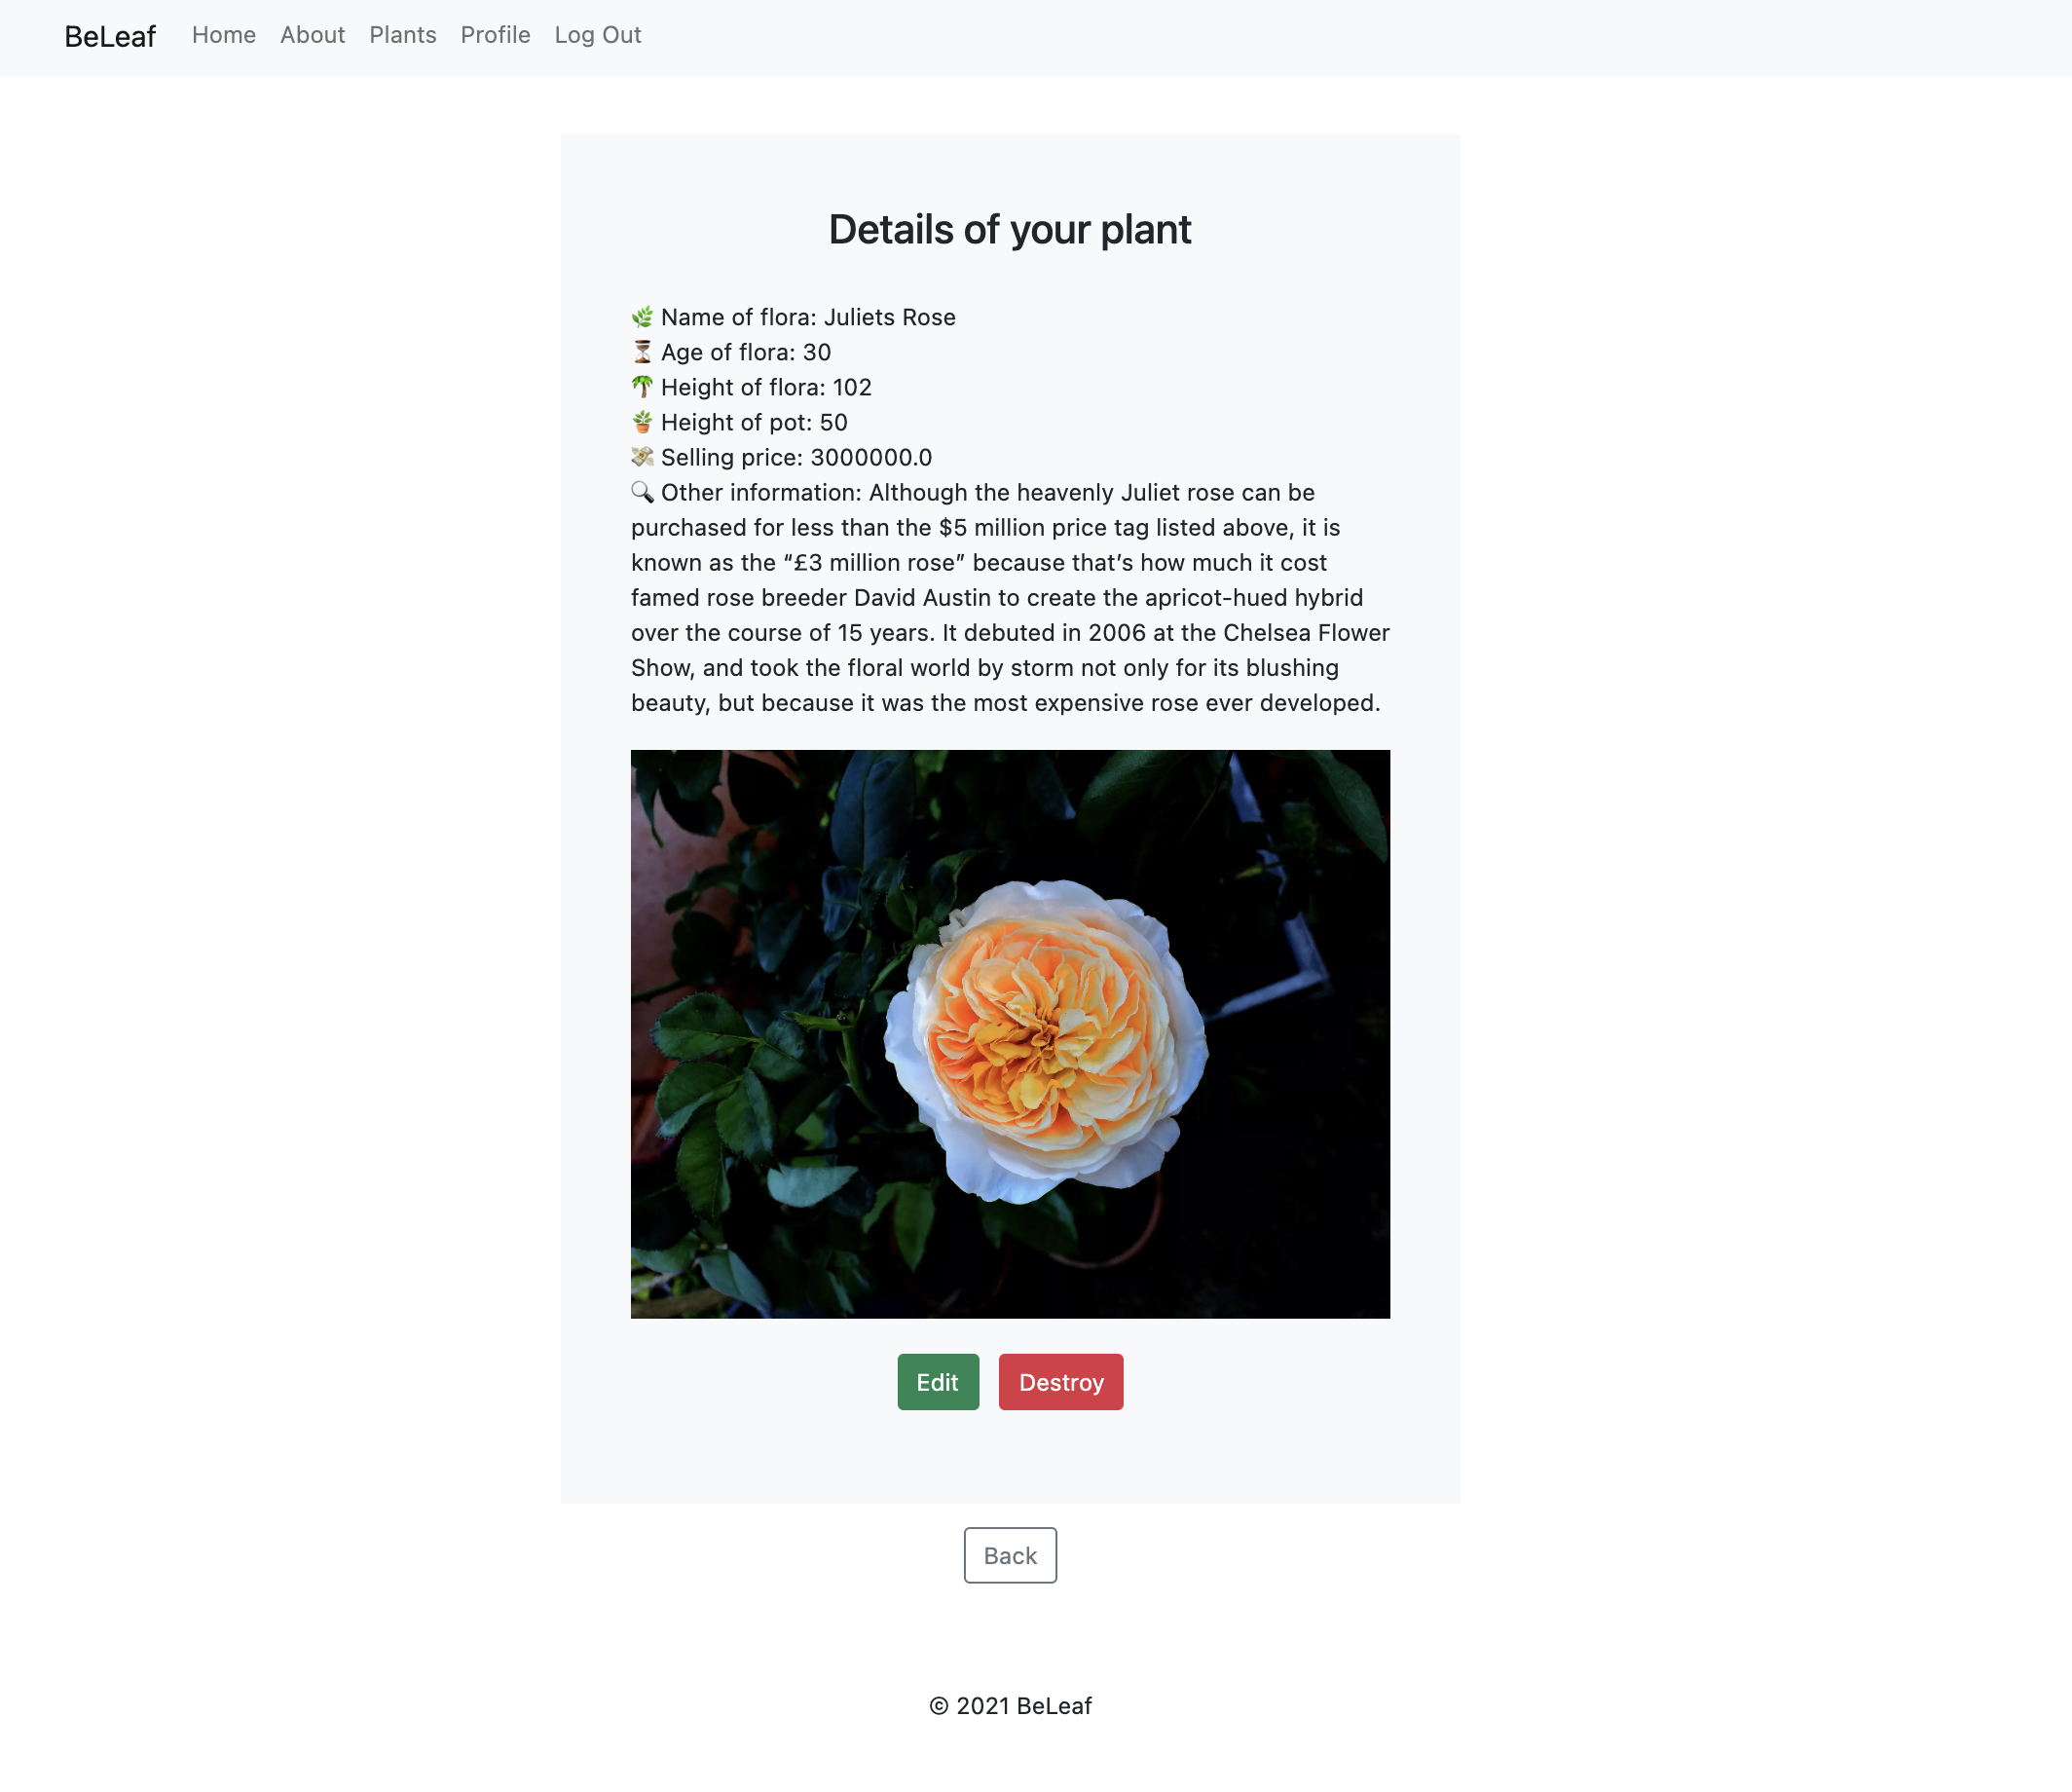 BeLeaf Home About Plants Profile Log Out
Details of your plant
🌿 Name of flora: Juliets Rose
⏳ Age of flora: 30
🌴 Height of flora: 102
🪴 Height of pot: 50
💸 Selling price: 3000000.0
🔍 Other information: Although the heavenly Juliet rose can be
purchased for less than the $5 million price tag listed above, it is
known as the “£3 million rose” because that’s how much it cost
famed rose breeder David Austin to create the apricot-hued hybrid
over the course of 15 years. It debuted in 2006 at the Chelsea Flower
Show, and took the floral world by storm not only for its blushing
beauty, but because it was the most expensive rose ever developed.
Edit Destroy
Back
© 2021 BeLeaf